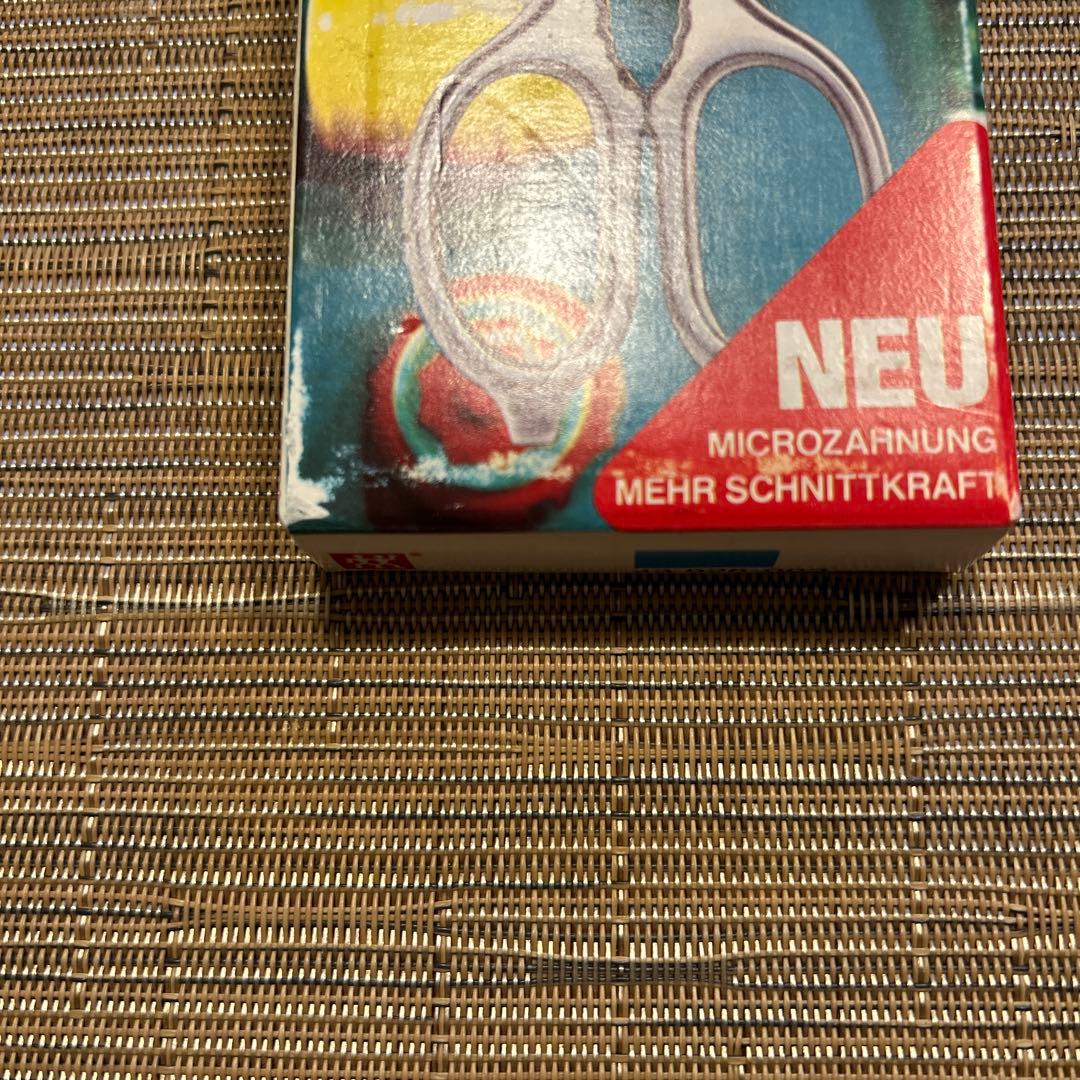 NEU
MICROZAHNUNG
MEHR SCHNITTKRAFT
®